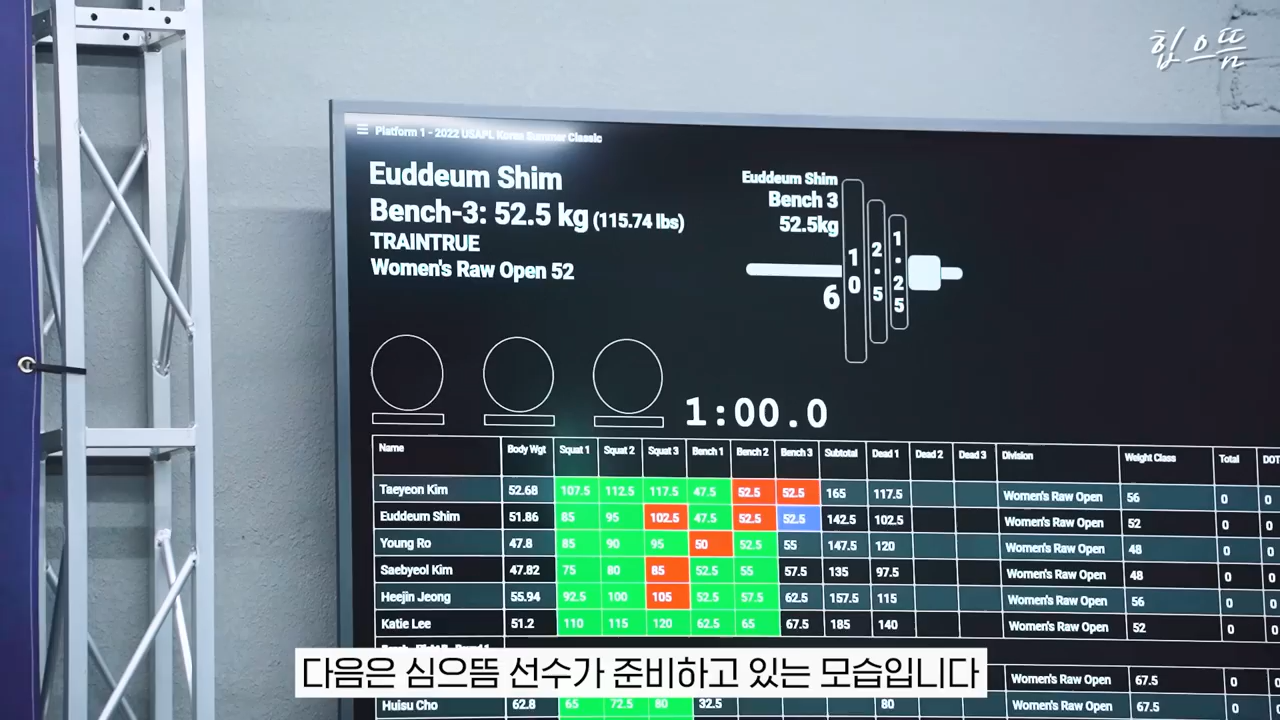 힘으뜸
Platform 1 - 2022 USAPL Korea Summer Classic
Euddeum Shim
Bench-3: 52.5 kg (115.74 lbs)
TRAINTRUE
Women's Raw Open 52
Euddeum Shim
Bench 3
52.5kg
6
10
2.5
1.25
1:00.0
Name Body Wgt Squat 1 Squat 2 Squat 3 Bench 1 Bench 2 Bench 3 Subtotal Dead 1 Dead 2 Dead 3 Division Weight Class Total DOT
Taeyeon Kim 52.68 107.5 112.5 117.5 47.5 52.5 52.5 165 117.5 Women's Raw Open 56 0 0
Euddeum Shim 51.86 85 95 102.5 47.5 52.5 52.5 142.5 102.5 Women's Raw Open 52 0 0
Young Ro 47.8 85 90 95 50 52.5 55 147.5 120 Women's Raw Open 48 0 0
Saebyeol Kim 47.82 75 80 85 52.5 55 57.5 135 97.5 Women's Raw Open 48 0 0
Heejin Jeong 55.94 92.5 100 105 52.5 57.5 62.5 157.5 115 Women's Raw Open 56 0 0
Katie Lee 51.2 110 115 120 62.5 65 67.5 185 140 Women's Raw Open 52 0 0
Women's Raw Open 67.5 0 0
Huisu Cho 62.8 65 72.5 80 32.5 80 Women's Raw Open 67.5 0 0
다음은 심으뜸 선수가 준비하고 있는 모습입니다